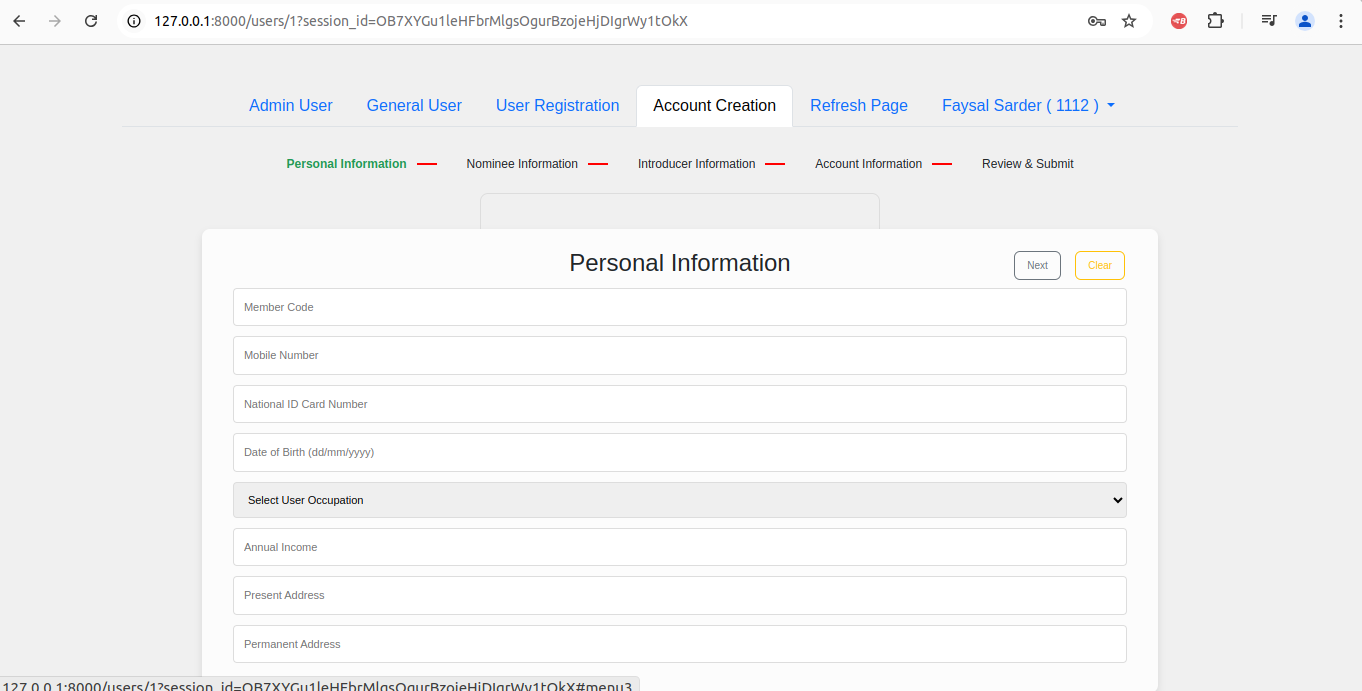 127.0.0.1:8000/users/1?session_id=OB7XYGu1leHFbrMlgsOgurBzojeHjDIgrWy1tOkX
Admin User General User User Registration Account Creation Refresh Page Faysal Sarder ( 1112 )
Personal Information Nominee Information Introducer Information Account Information Review & Submit
Personal Information Next Clear
Member Code
Mobile Number
National ID Card Number
Date of Birth (dd/mm/yyyy)
Select User Occupation
Annual Income
Present Address
Permanent Address
127.0.0.1:8000/users/1?session_id=OB7XYGu1leHFbrMlgsOgurBzojeHjDIgrWy1tOkX#menu3